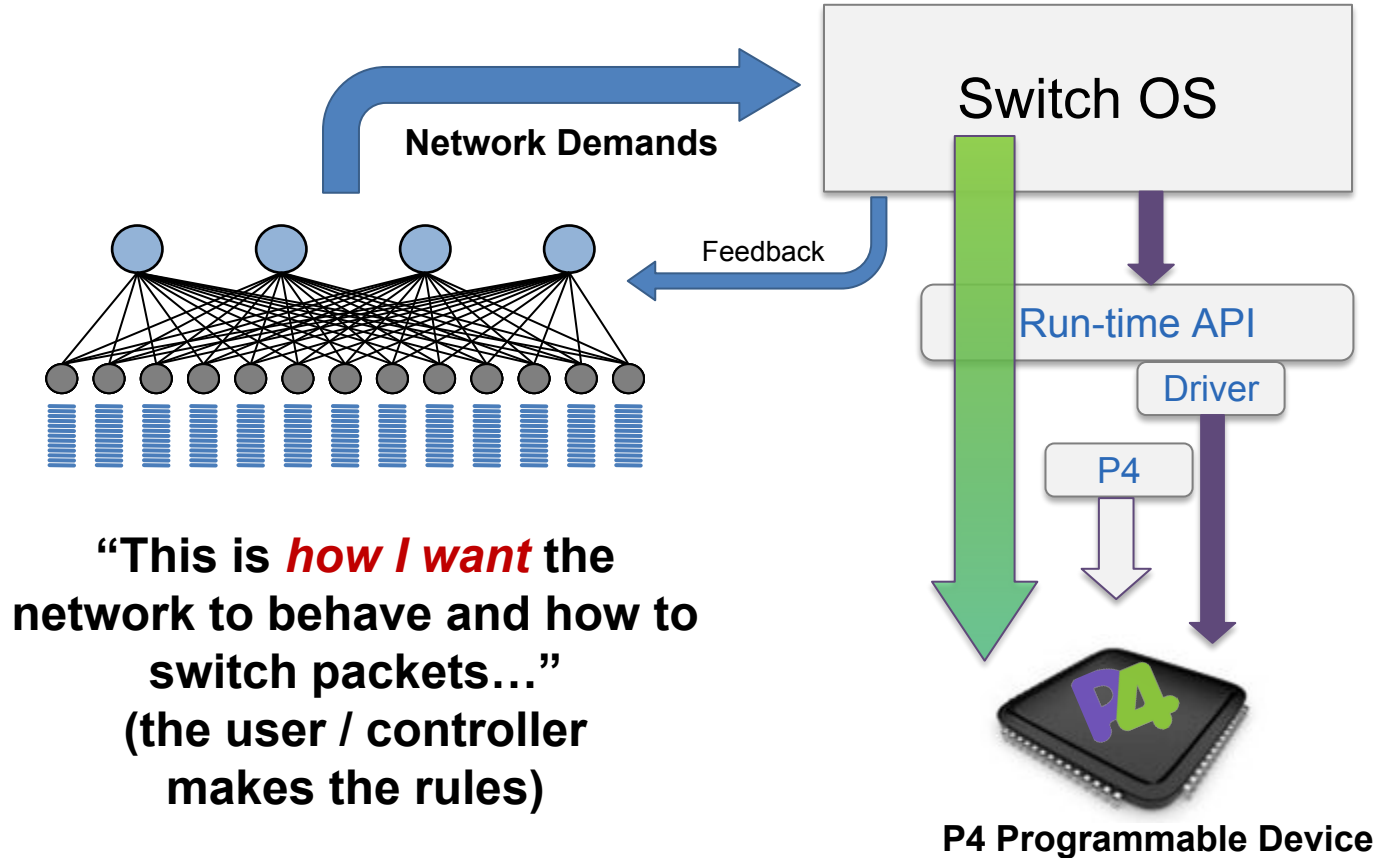 Switch OS
Network Demands
Feedback
Run-time API
Driver
P4
“This is how I want the
network to behave and how to
switch packets…”
(the user / controller
makes the rules)
P4
P4 Programmable Device